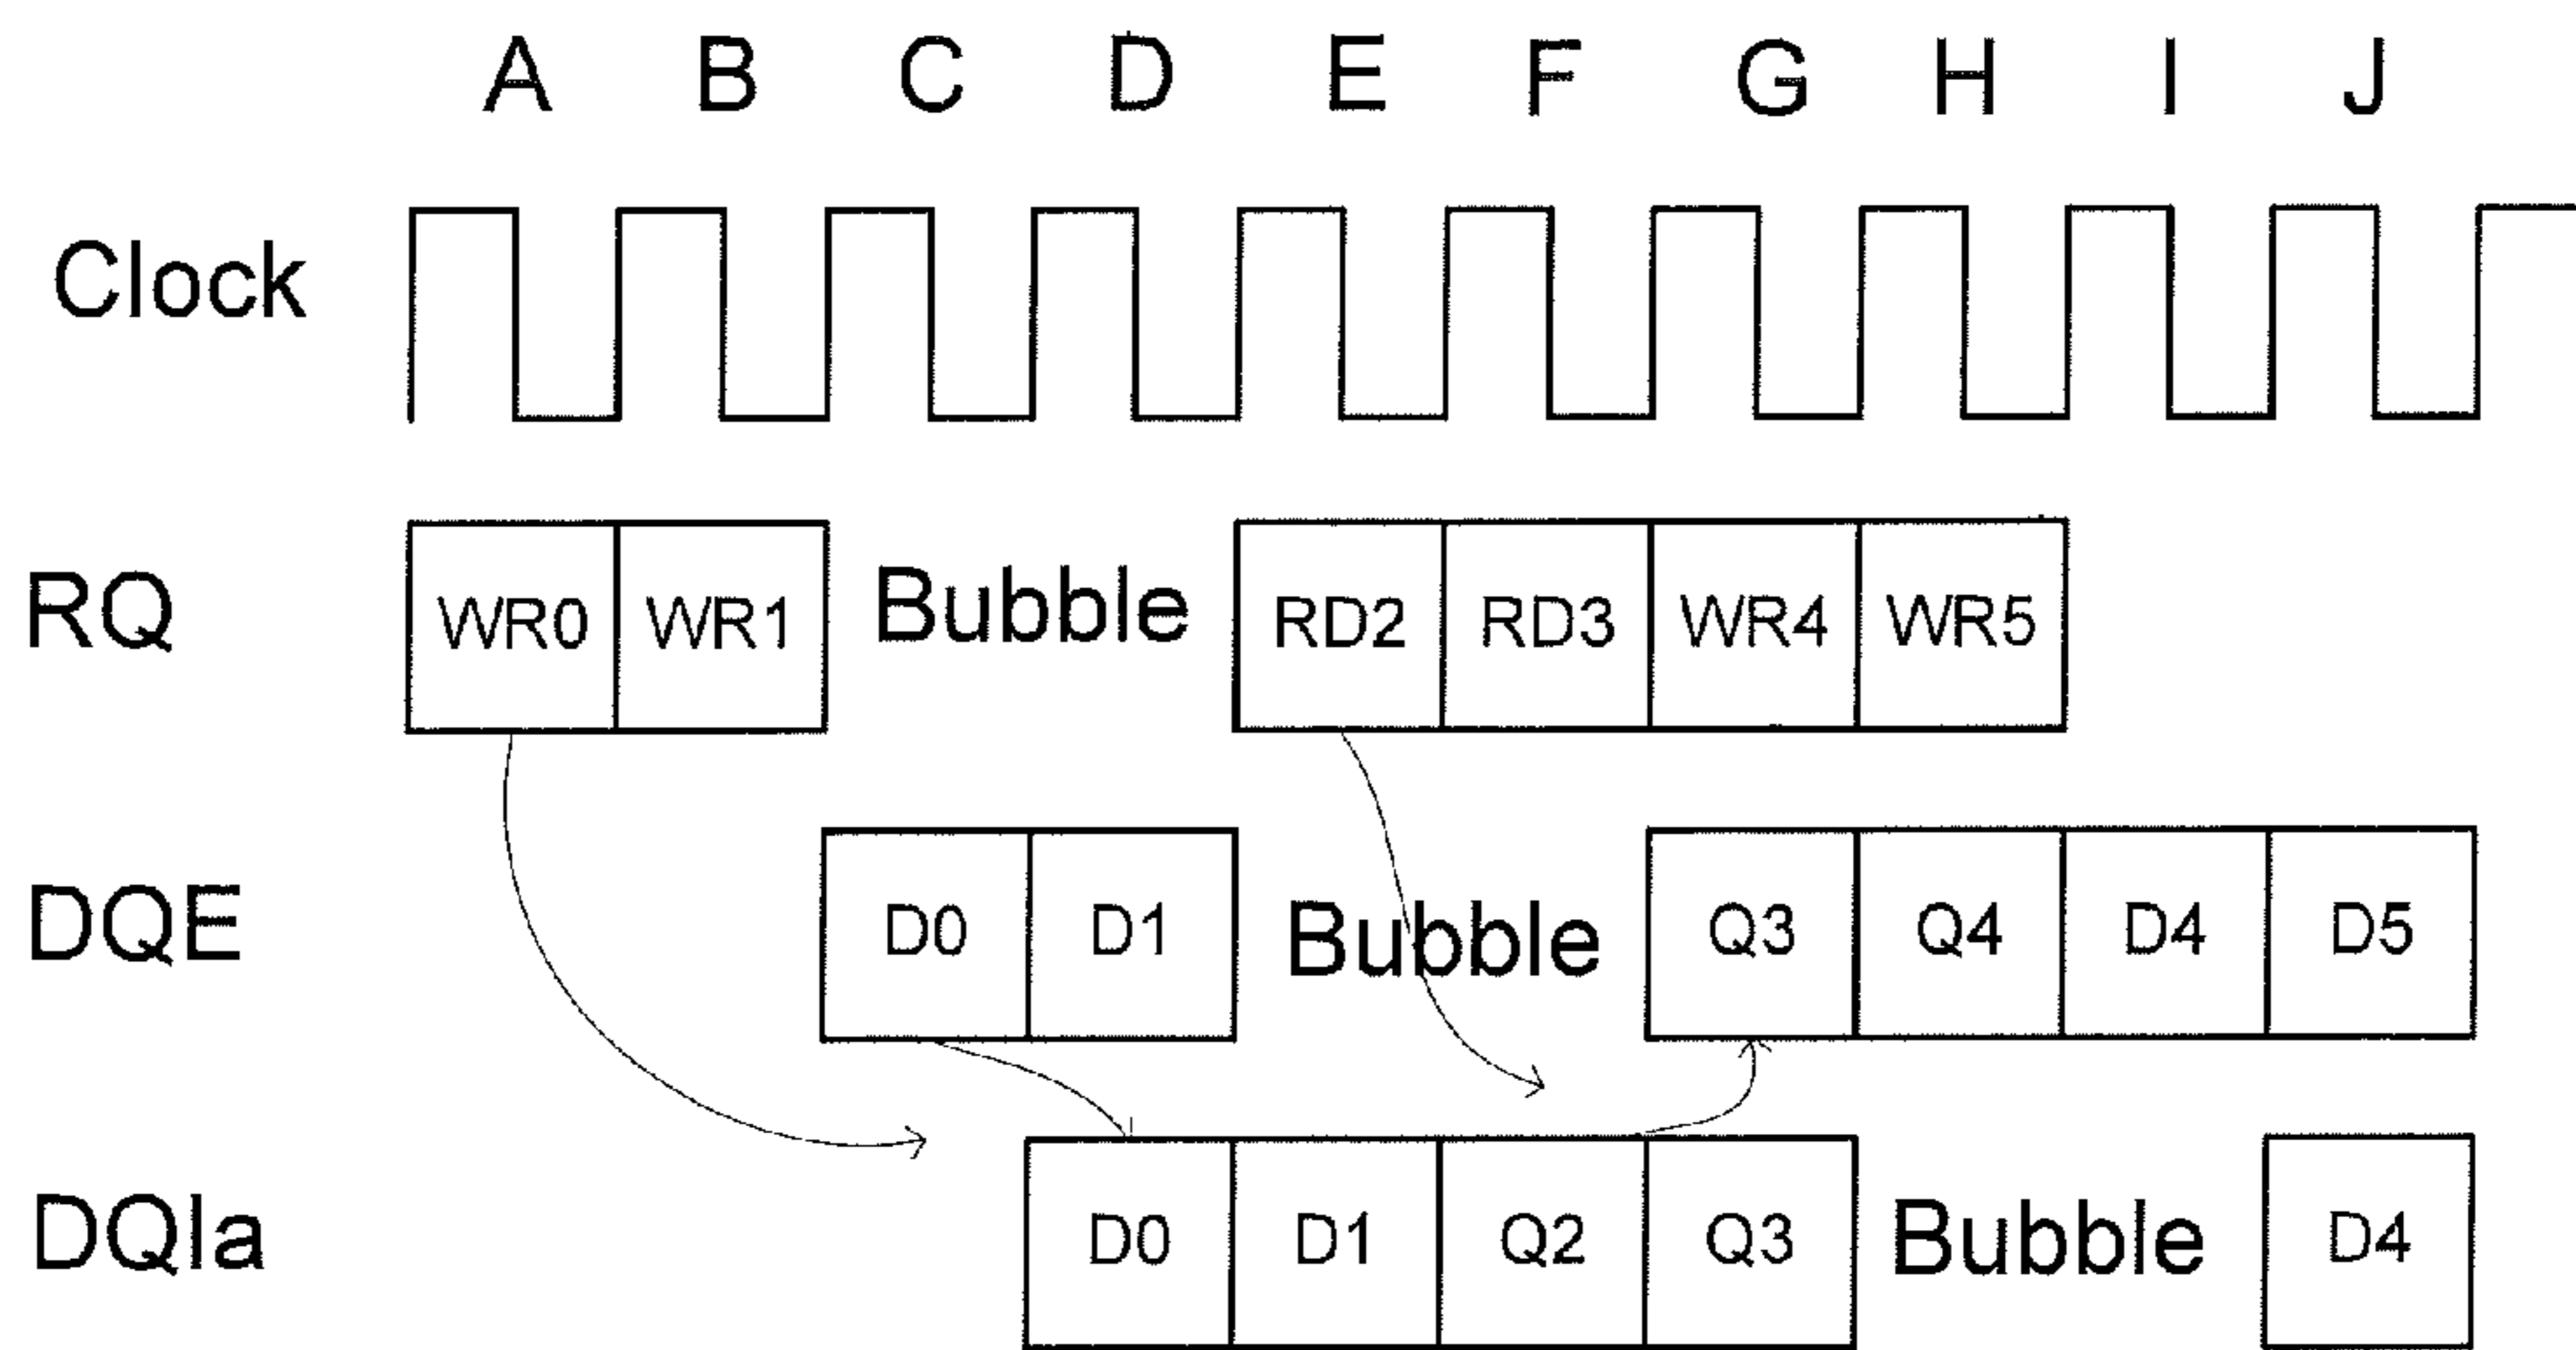 A B C D E F G H I J
Clock
RQ WR0 WR1 Bubble RD2 RD3 WR4 WR5
DQE D0 D1 Bubble Q3 Q4 D4 D5
DQIa D0 D1 Q2 Q3 Bubble D4